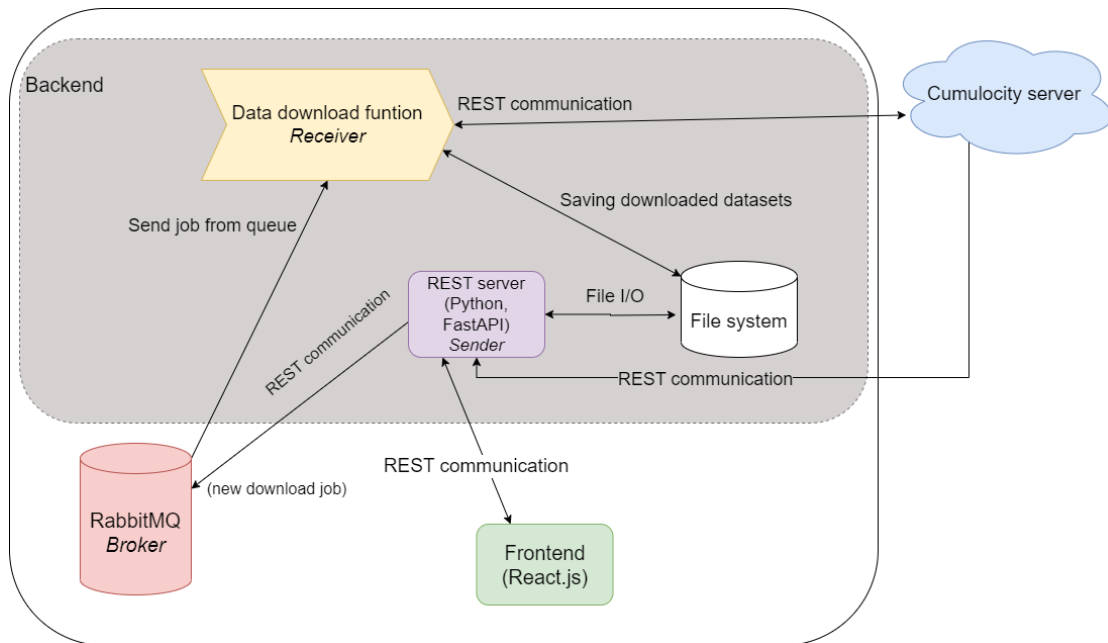 Backend
Data download funtion
Receiver
REST communication
Cumulocity server
Saving downloaded datasets
Send job from queue
REST server
(Python,
FastAPI)
Sender
File I/O
File system
REST communication
REST communication
REST communication
(new download job)
RabbitMQ
Broker
Frontend
(React.js)